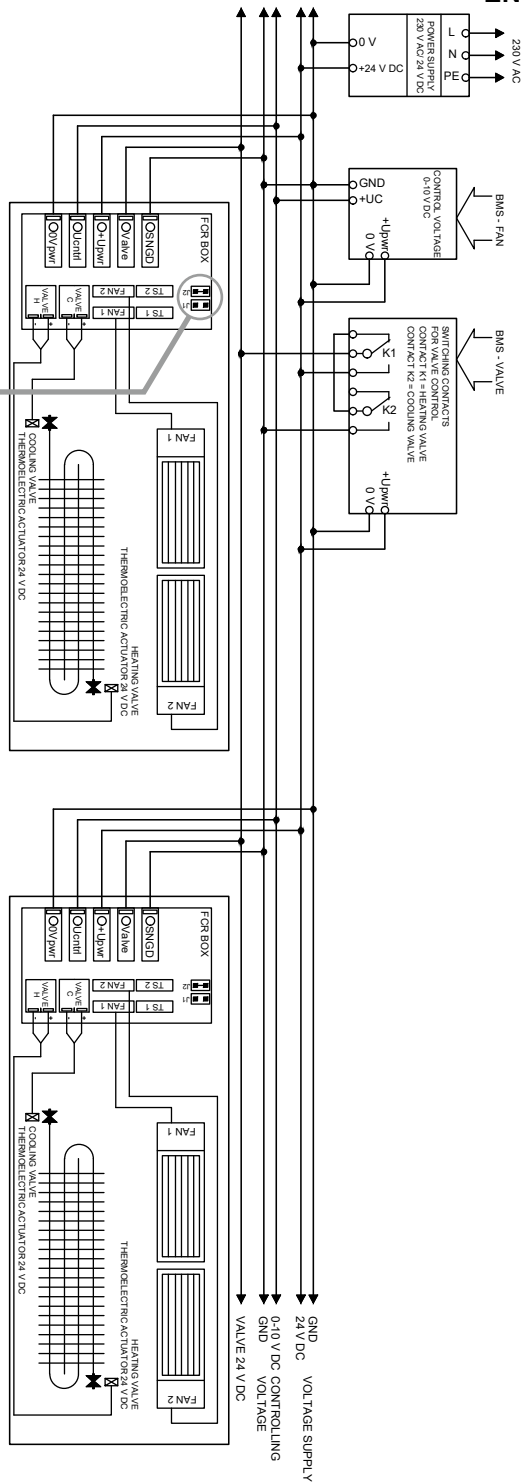 EN
230 V AC
L
N
PE
POWER SUPPLY
230 V AC/ 24 V DC
0 V
+24 V DC
BMS - FAN
CONTROL VOLTAGE
0-10 V DC
GND
+UC
+Upwr
0 V
BMS - VALVE
SWITCHING CONTACTS
FOR VALVE CONTROL
CONTACT K1 = HEATING VALVE
CONTACT K2 = COOLING VALVE
K1
K2
+Upwr
0 V
FCR BOX
0Vpwr
Ucntrl
+Upwr
Valve
SNGD
VALVE
H
- +
VALVE
C
- +
FAN 2
FAN 1
TS 2
TS 1
J2
J1
FAN 1
FAN 2
COOLING VALVE
THERMOELECTRIC ACTUATOR 24 V DC
HEATING VALVE
THERMOELECTRIC ACTUATOR 24 V DC
FCR BOX
0Vpwr
Ucntrl
+Upwr
Valve
SNGD
VALVE
H
- +
VALVE
C
- +
FAN 2
FAN 1
TS 2
TS 1
J2
J1
FAN 1
FAN 2
COOLING VALVE
THERMOELECTRIC ACTUATOR 24 V DC
HEATING VALVE
THERMOELECTRIC ACTUATOR 24 V DC
GND
24 V DC VOLTAGE SUPPLY
0-10 V DC CONTROLLING
GND VOLTAGE
VALVE 24 V DC